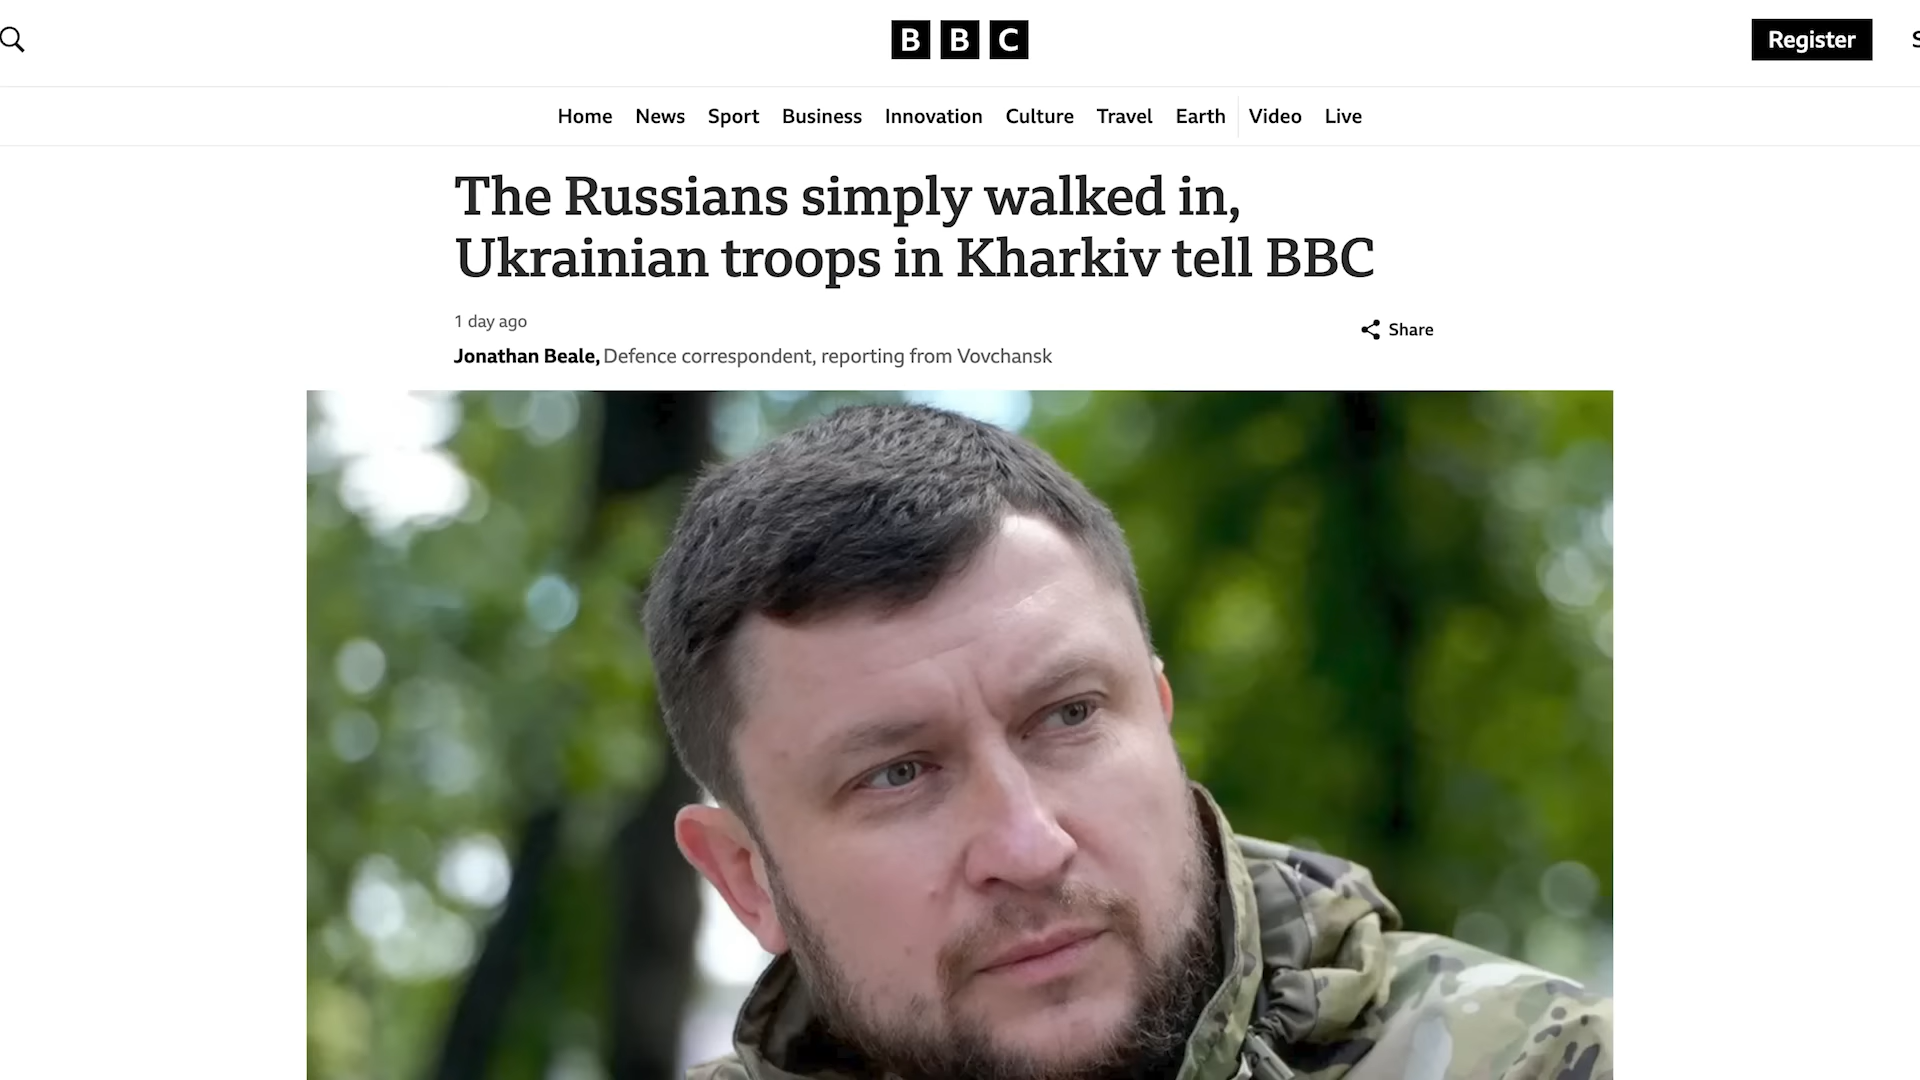 BBC
Register
Home News Sport Business Innovation Culture Travel Earth Video Live
The Russians simply walked in,
Ukrainian troops in Kharkiv tell BBC
1 day ago
Share
Jonathan Beale, Defence correspondent, reporting from Vovchansk